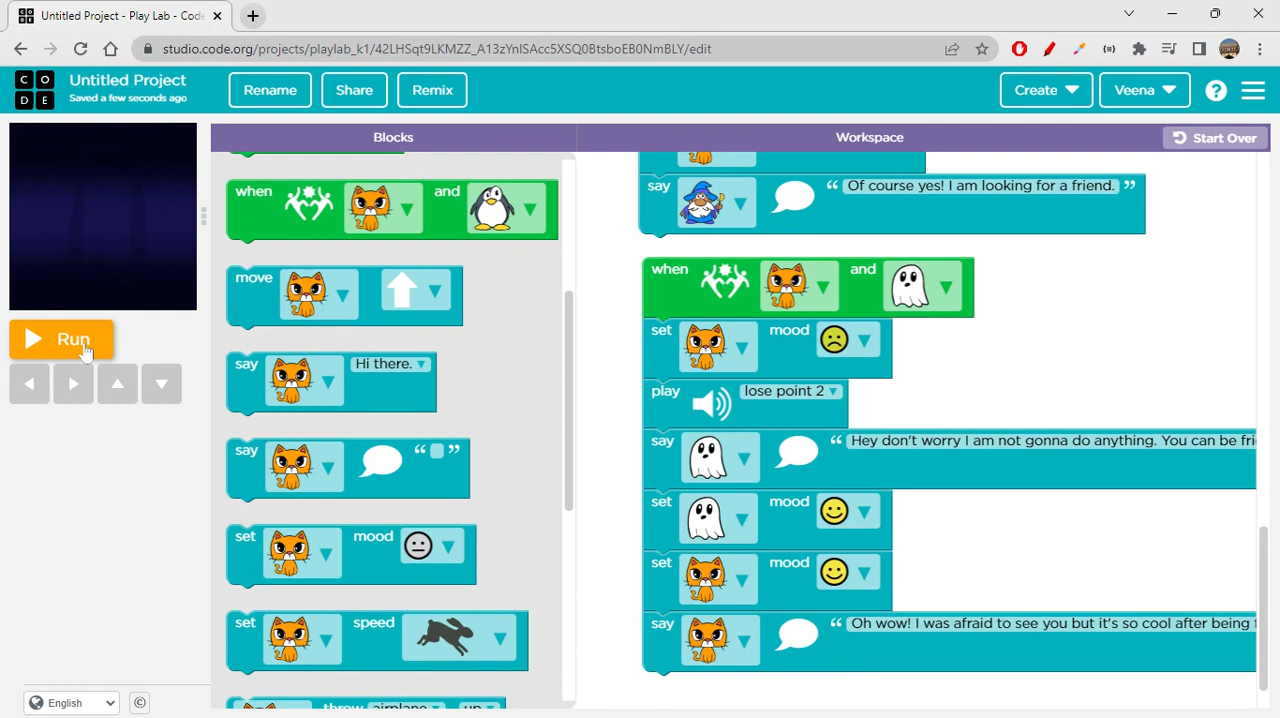 Untitled Project - Play Lab - Code
studio.code.org/projects/playlab_k1/42LHSqt9LKMZZ_A13zYnlSAcc5XSQ0BtsboEB0NmBLY/edit
C O D E
Untitled Project
Saved a few seconds ago
Rename
Share
Remix
Create
Veena
?
Blocks
Workspace
Start Over
Run
English
©
when and
move
say Hi there.
say “ ”
set mood
set speed
throw airplane up
say “ Of course yes! I am looking for a friend. ”
when and
set mood
play lose point 2
say “ Hey don't worry I am not gonna do anything. You can be
set mood
set mood
say “ Oh wow! I was afraid to see you but it's so cool after being